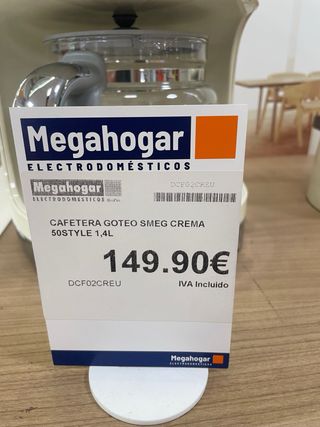 Megahogar
ELECTRODOMÉSTICOS
Megahogar
ELECTRODOMÉSTICOS
DCF02CREU
CAFETERA GOTEO SMEG CREMA
50STYLE 1,4L
149.90€
DCF02CREU
IVA Incluido
Megahogar
ELECTRODOMÉSTICOS